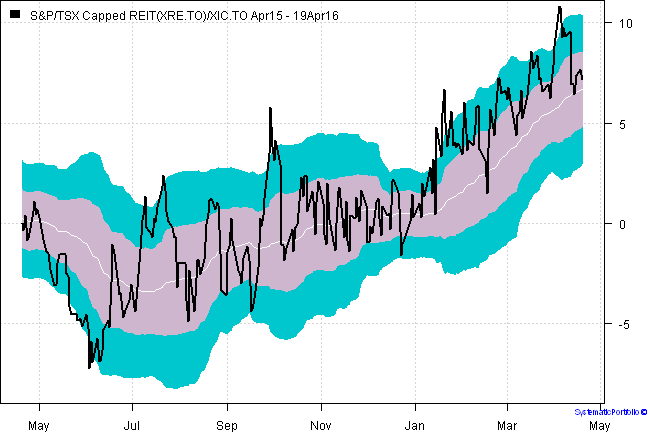 S&P/TSX Capped REIT(XRE.TO)/XIC.TO Apr15 - 19Apr16
10
5
0
-5
May Jul Sep Nov Jan Mar May
SystematicPortfolio ©